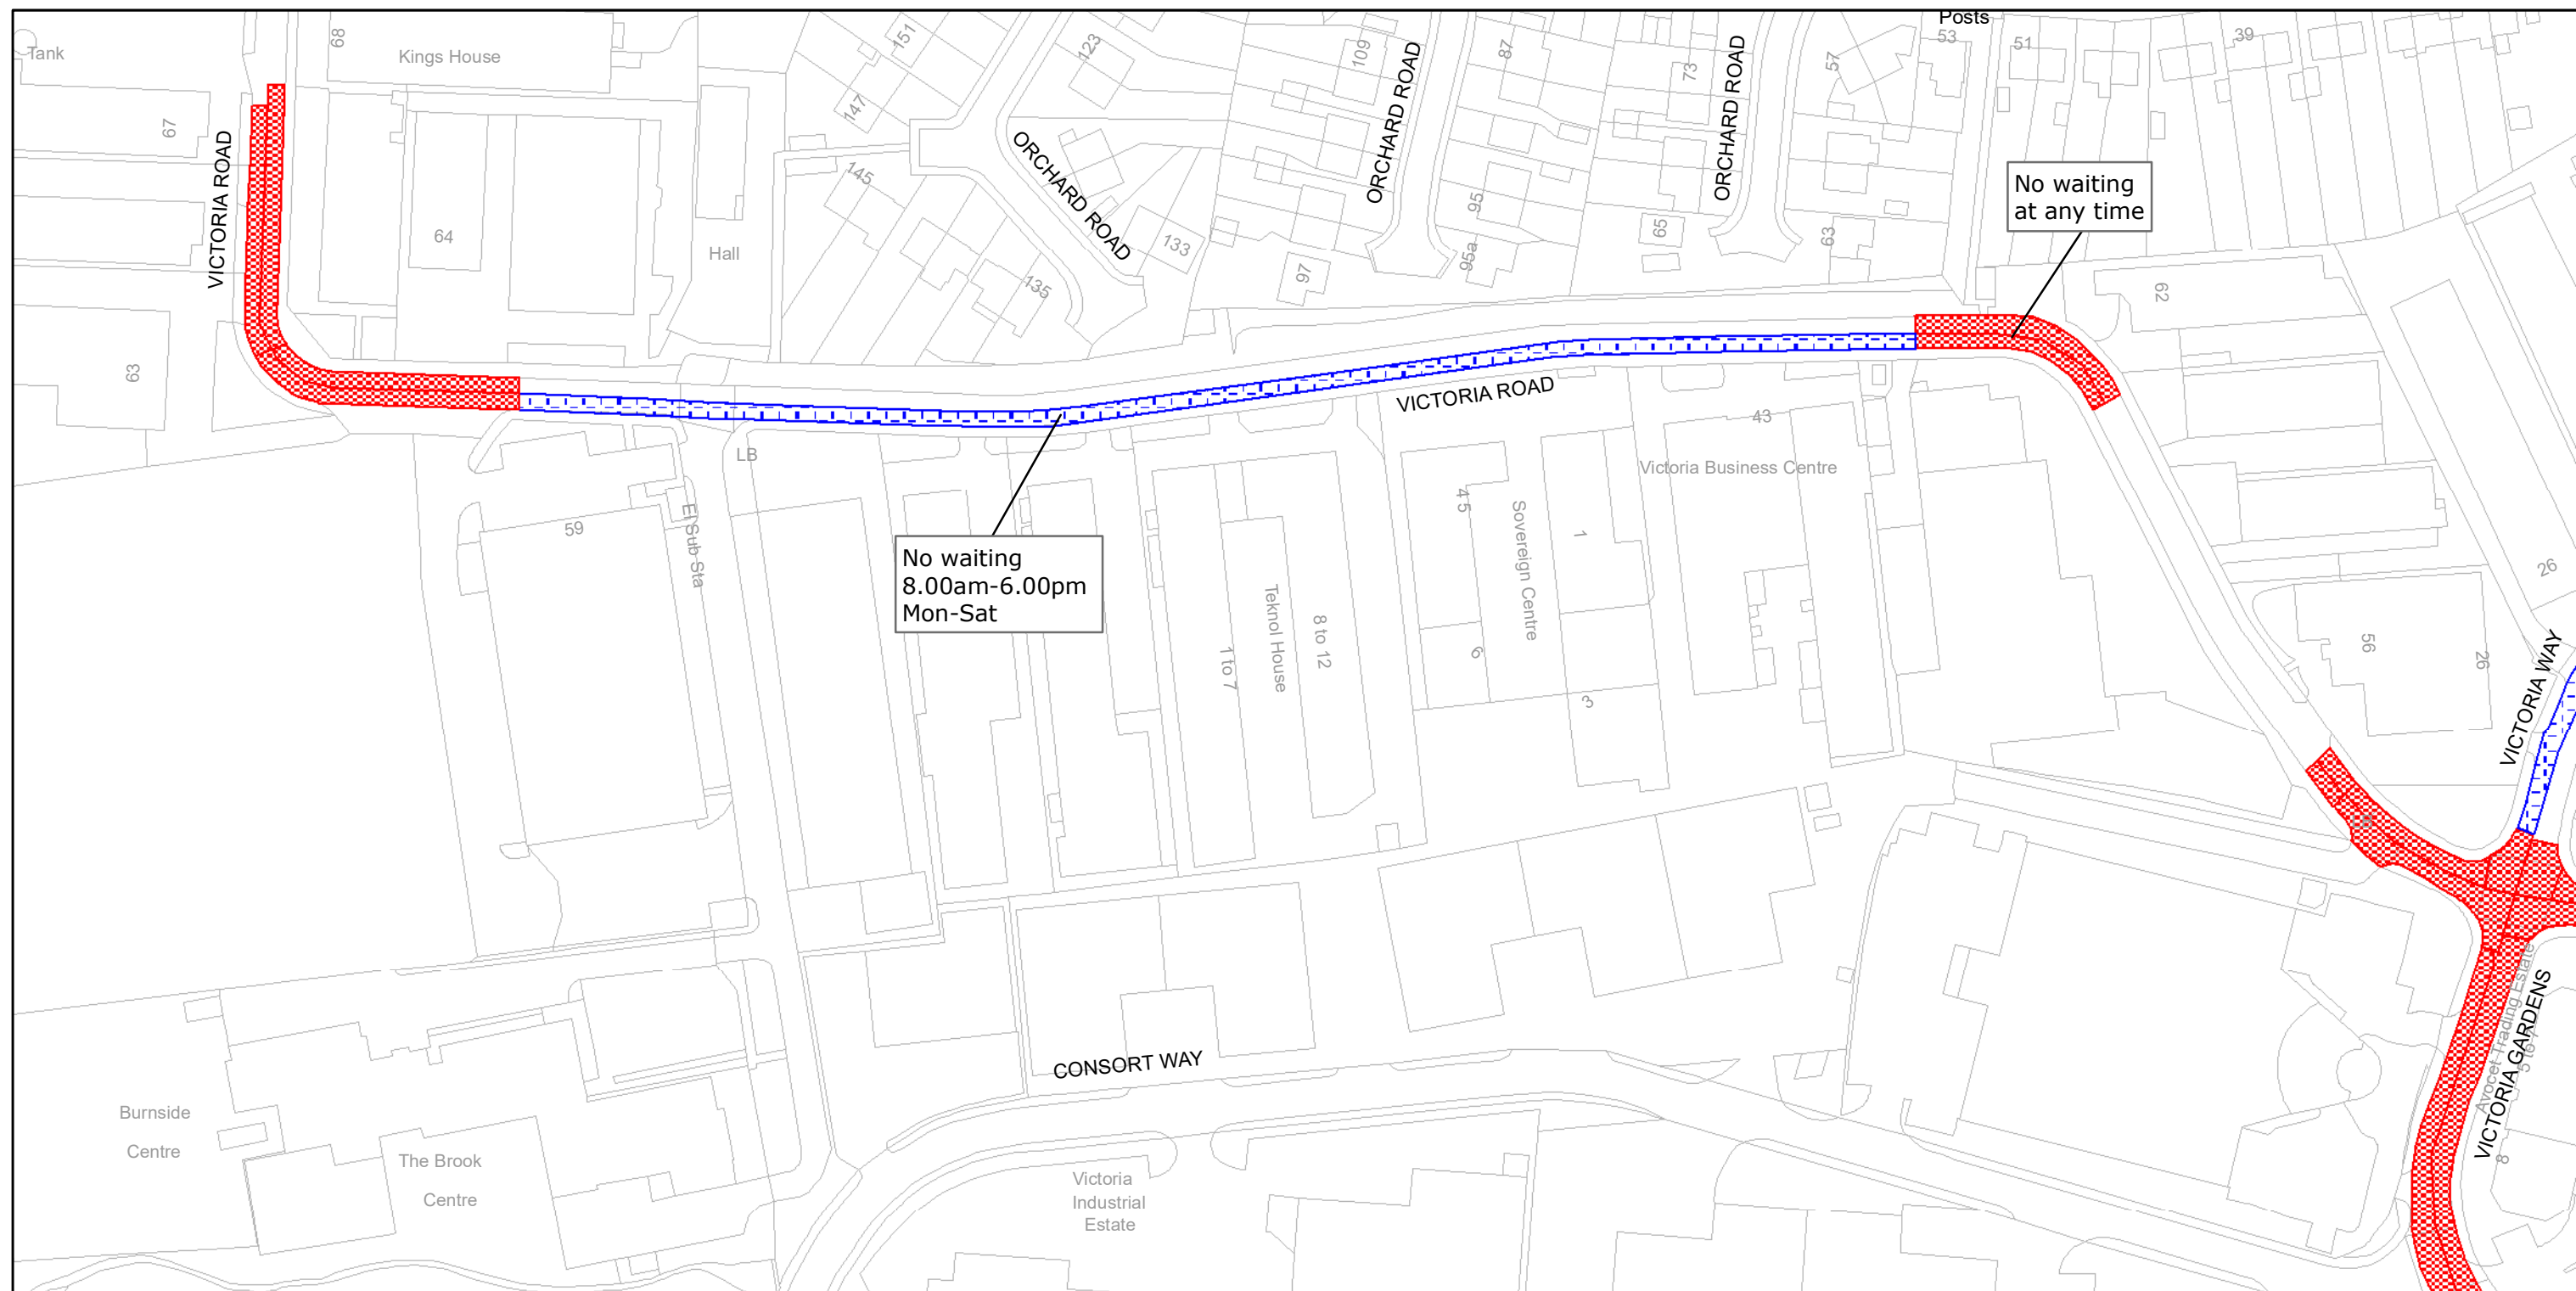 Posts
Tank
68
Kings House
151
123
109
ORCHARD ROAD
87
73
ORCHARD ROAD
57
53
51
39
67
VICTORIA ROAD
147
ORCHARD ROAD
No waiting
at any time
64
Hall
145
133
135
97
95
95a
65
63
62
63
VICTORIA ROAD
43
LB
Victoria Business Centre
59
El Sub Sta
No waiting
8.00am-6.00pm
Mon-Sat
4 5
Sovereign Centre
1
6
3
Teknol House
1 to 7
8 to 12
26
56
26
VICTORIA WAY
Avocet Trading Estate
VICTORIA GARDENS
8
CONSORT WAY
Burnside
Centre
The Brook
Centre
Victoria
Industrial
Estate